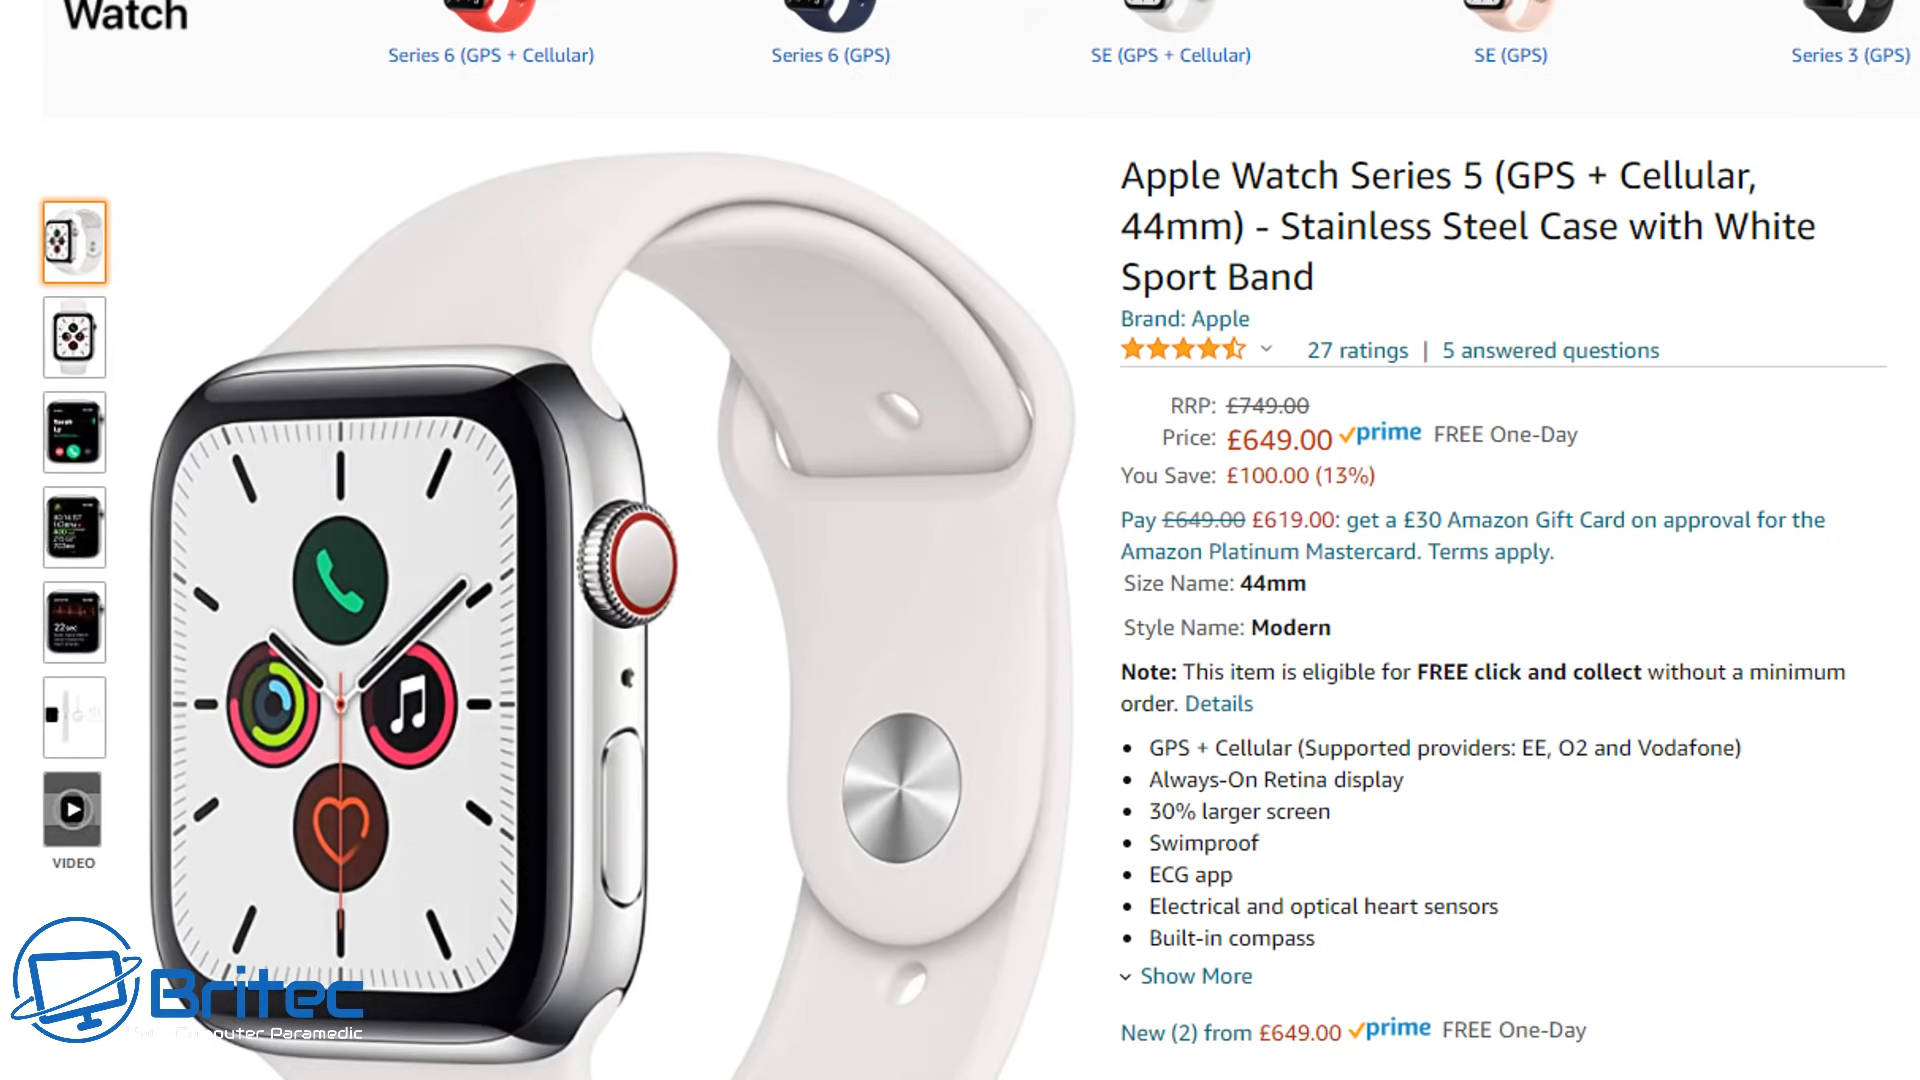 Watch
Series 6 (GPS + Cellular)
Series 6 (GPS)
SE (GPS + Cellular)
SE (GPS)
Series 3 (GPS)
Apple Watch Series 5 (GPS + Cellular,
44mm) - Stainless Steel Case with White
Sport Band
Brand: Apple
27 ratings | 5 answered questions
RRP: £749.00
Price: £649.00 prime FREE One-Day
You Save: £100.00 (13%)
Pay £649.00 £619.00: get a £30 Amazon Gift Card on approval for the
Amazon Platinum Mastercard. Terms apply.
Size Name: 44mm
Style Name: Modern
Note: This item is eligible for FREE click and collect without a minimum
order. Details
• GPS + Cellular (Supported providers: EE, O2 and Vodafone)
• Always-On Retina display
• 30% larger screen
• Swimproof
• ECG app
• Electrical and optical heart sensors
• Built-in compass
Show More
New (2) from £649.00 prime FREE One-Day
22sec
VIDEO
Britec
Computer Paramedic